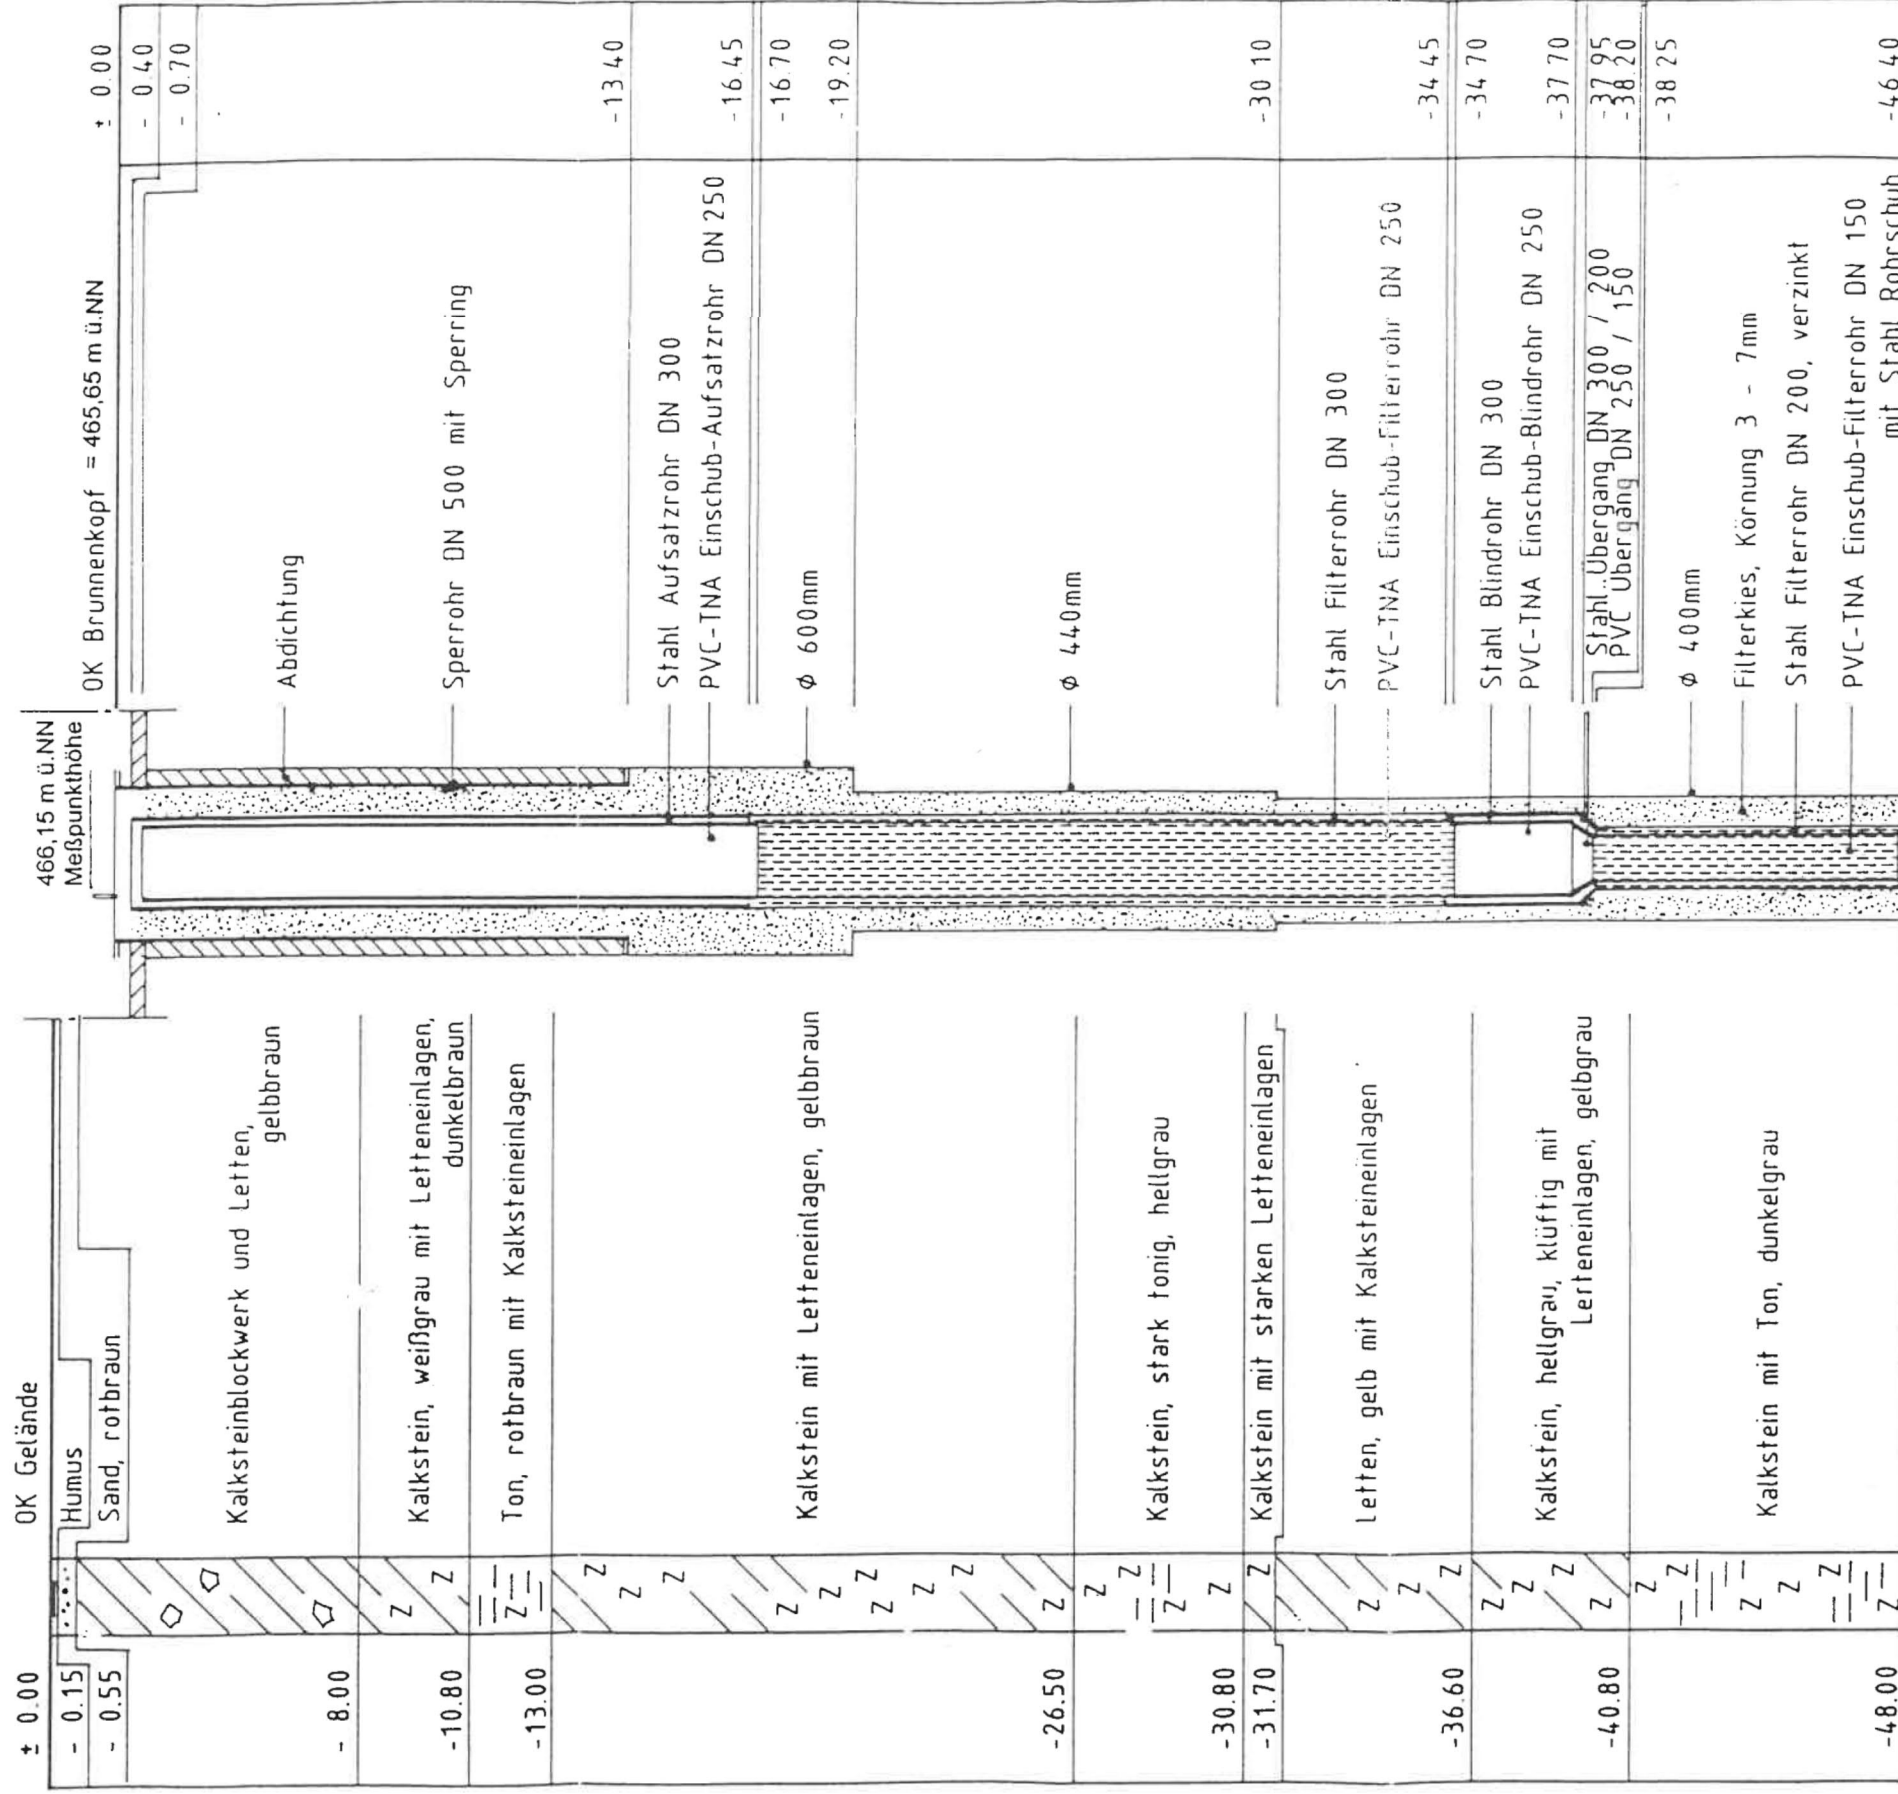 ± 0.00
- 0.15
- 0.55
- 8.00
-10.80
-13.00
-26.50
-30.80
-31.70
-36.60
-40.80
-48.00
OK Gelände
Humus
Sand, rotbraun
Kalksteinblockwerk und Letten,
gelbbraun
Kalkstein, weißgrau mit Letteneinlagen,
dunkelbraun
Ton, rotbraun mit Kalksteineinlagen
Kalkstein mit Letteneinlagen, gelbbraun
Kalkstein, stark tonig, hellgrau
Kalkstein mit starken Letteneinlagen
Letten, gelb mit Kalksteineinlagen
Kalkstein, hellgrau, klüftig mit
Lerteneinlagen, gelbgrau
Kalkstein mit Ton, dunkelgrau
466,15 m ü.NN
Meßpunkthöhe
OK Brunnenkopf = 465,65 m ü.NN
Abdichtung
Sperrohr DN 500 mit Sperring
Stahl Aufsatzrohr DN 300
PVC-TNA Einschub-Aufsatzrohr DN 250
ϕ 600mm
ϕ 440mm
Stahl Filterrohr DN 300
PVC-TNA Einschub-Filterrohr DN 250
Stahl Blindrohr DN 300
PVC-TNA Einschub-Blindrohr DN 250
Stahl Übergang DN 300 / 200
PVC Übergang DN 250 / 150
ϕ 400mm
Filterkies, Körnung 3 - 7mm
Stahl Filterrohr DN 200, verzinkt
PVC-TNA Einschub-Filterrohr DN 150
mit Stahl Rohrschuh
± 0.00
- 0.40
- 0.70
-13.40
-16.45
-16.70
-19.20
-30 10
-34 45
-34 70
-37 70
-37 95
-38.20
-38 25
-46 40